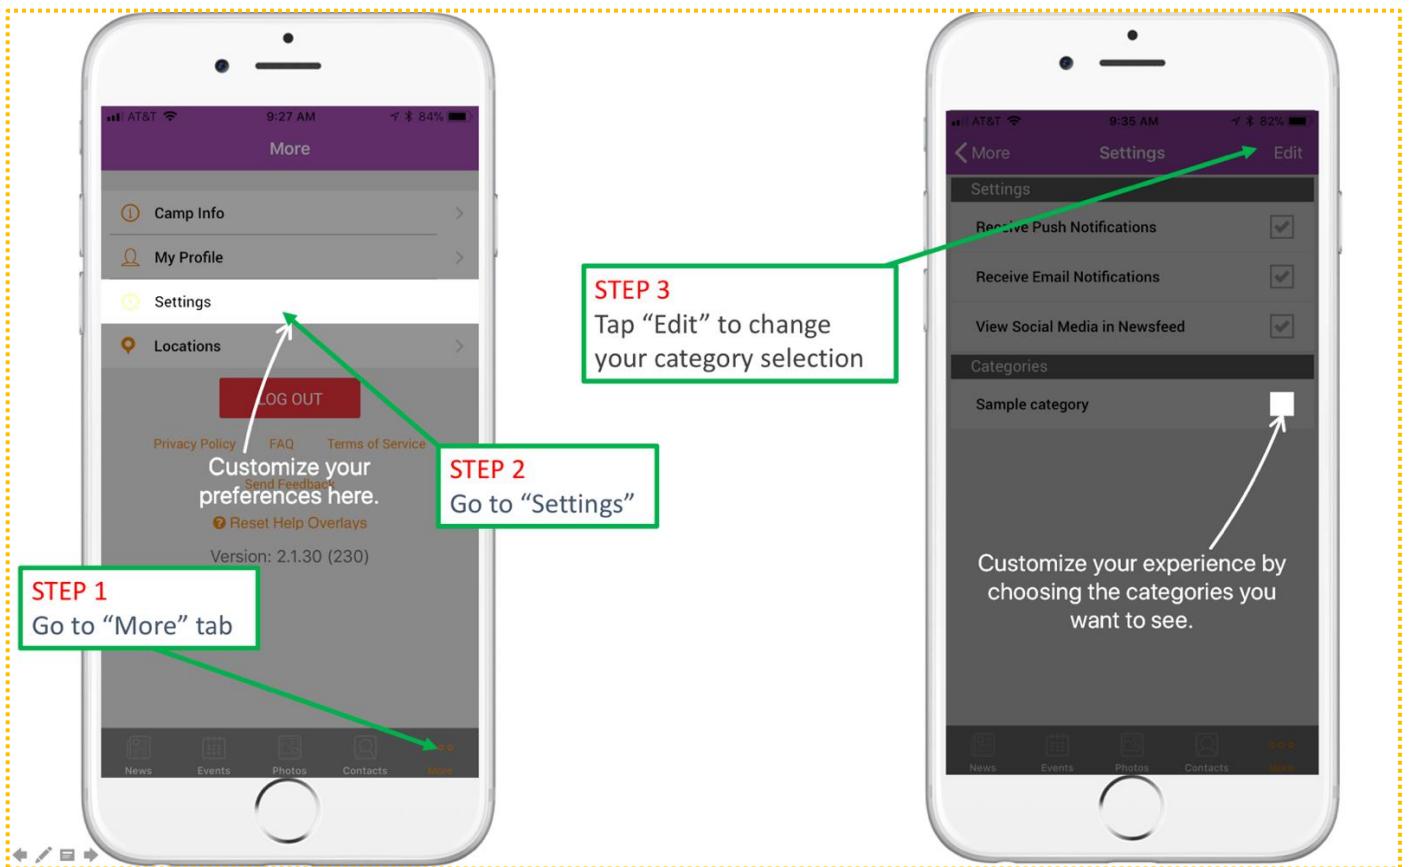 AT&T 9:27 AM 84%
More
Camp Info
My Profile
Settings
Locations
LOG OUT
Privacy Policy FAQ Terms of Service
Customize your
Send Feedback
preferences here.
Reset Help Overlays
Version: 2.1.30 (230)
News Events Photos Contacts More
STEP 1
Go to “More” tab
STEP 2
Go to “Settings”
STEP 3
Tap “Edit” to change
your category selection
AT&T 9:35 AM 82%
More Settings Edit
Settings
Receive Push Notifications
Receive Email Notifications
View Social Media in Newsfeed
Categories
Sample category
Customize your experience by
choosing the categories you
want to see.
News Events Photos Contacts More